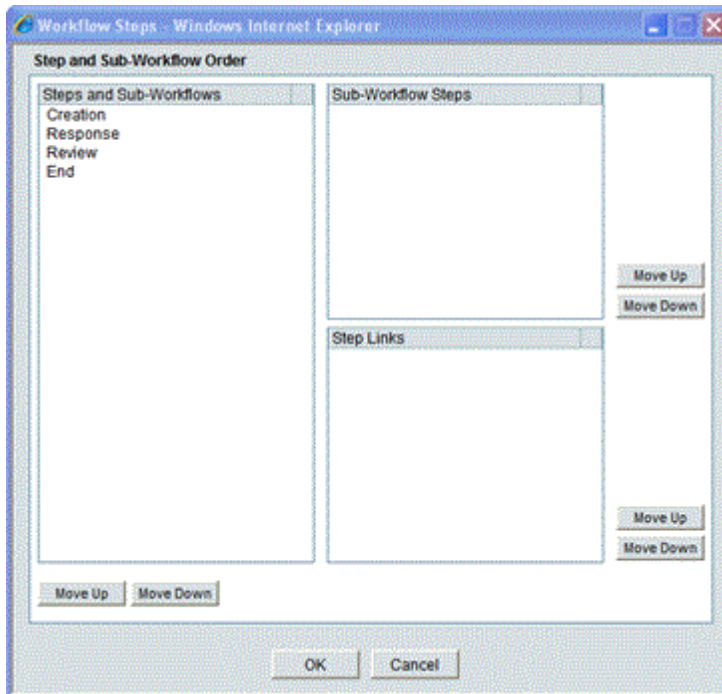 Workflow Steps - Windows Internet Explorer
Step and Sub-Workflow Order
Steps and Sub-Workflows
Creation
Response
Review
End
Sub-Workflow Steps
Move Up
Move Down
Step Links
Move Up
Move Down
Move Up Move Down
OK Cancel